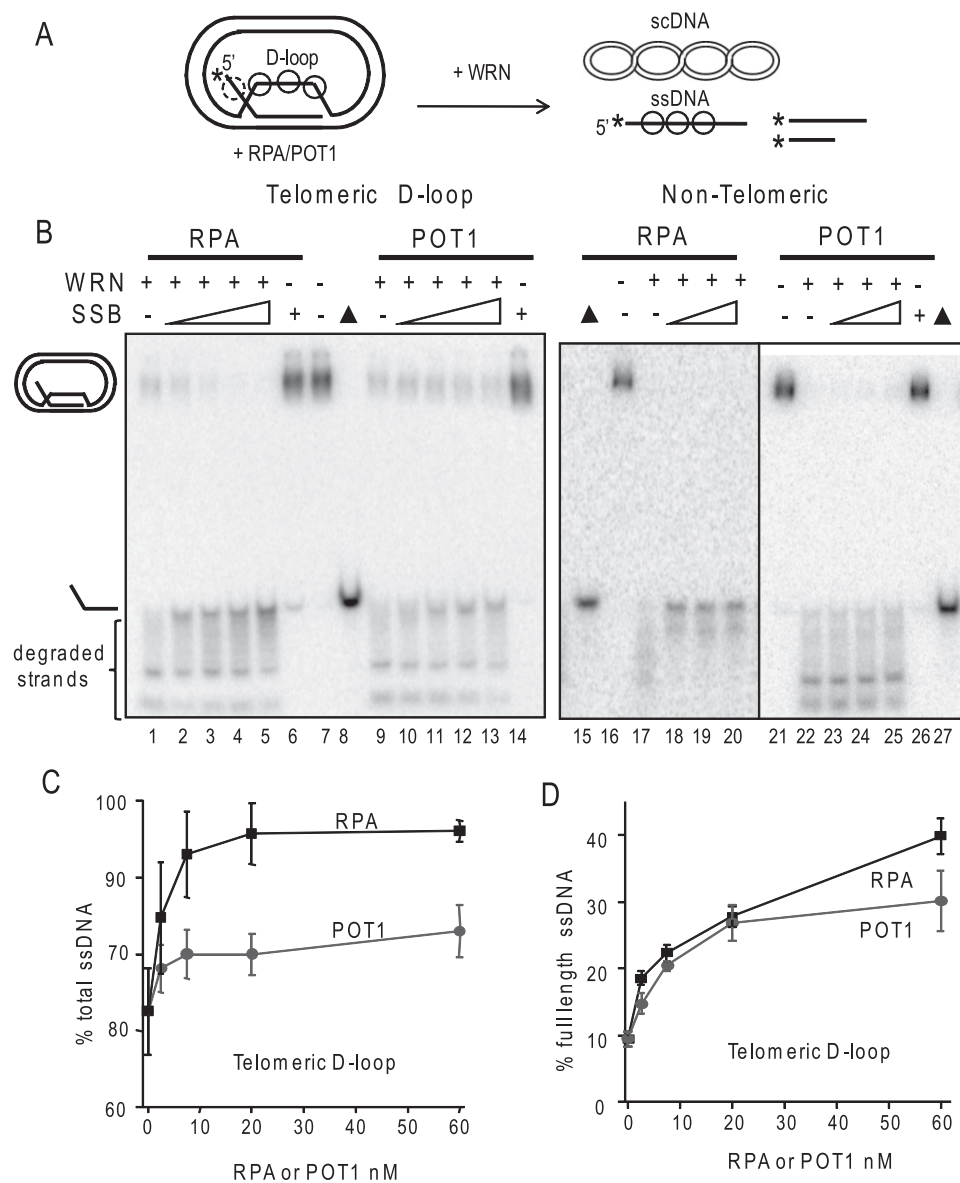 A
5'
*
D-loop
+ RPA/POT1
+ WRN
scDNA
ssDNA
5' *
*
*
Telomeric D-loop
Non-Telomeric
B
RPA
POT1
RPA
POT1
WRN + + + + + - - + + + + + - - + + + + - + + + + -
SSB - + - ▲ - + ▲ - - - - + ▲
degraded
strands
1 2 3 4 5 6 7 8 9 10 11 12 13 14 15 16 17 18 19 20 21 22 23 24 25 26 27
C
100
90
70
80
60
% total ssDNA
RPA
POT1
Telomeric D-loop
0 10 20 30 40 50 60
RPA or POT1 nM
D
40
30
20
10
0
% full length ssDNA
RPA
POT1
Telomeric D-loop
0 10 20 30 40 50 60
RPA or POT1 nM